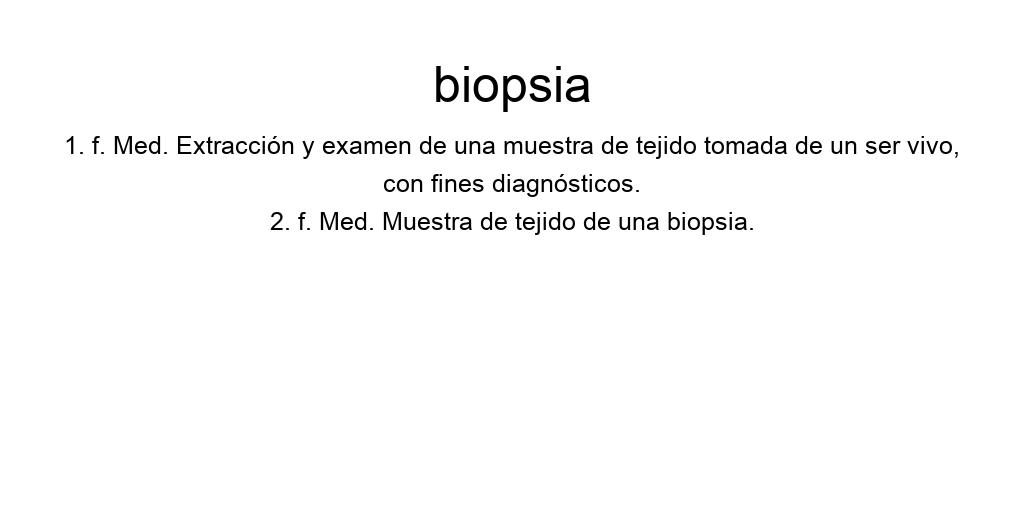 biopsia
1. f. Med. Extracción y examen de una muestra de tejido tomada de un ser vivo,
con fines diagnósticos.
2. f. Med. Muestra de tejido de una biopsia.